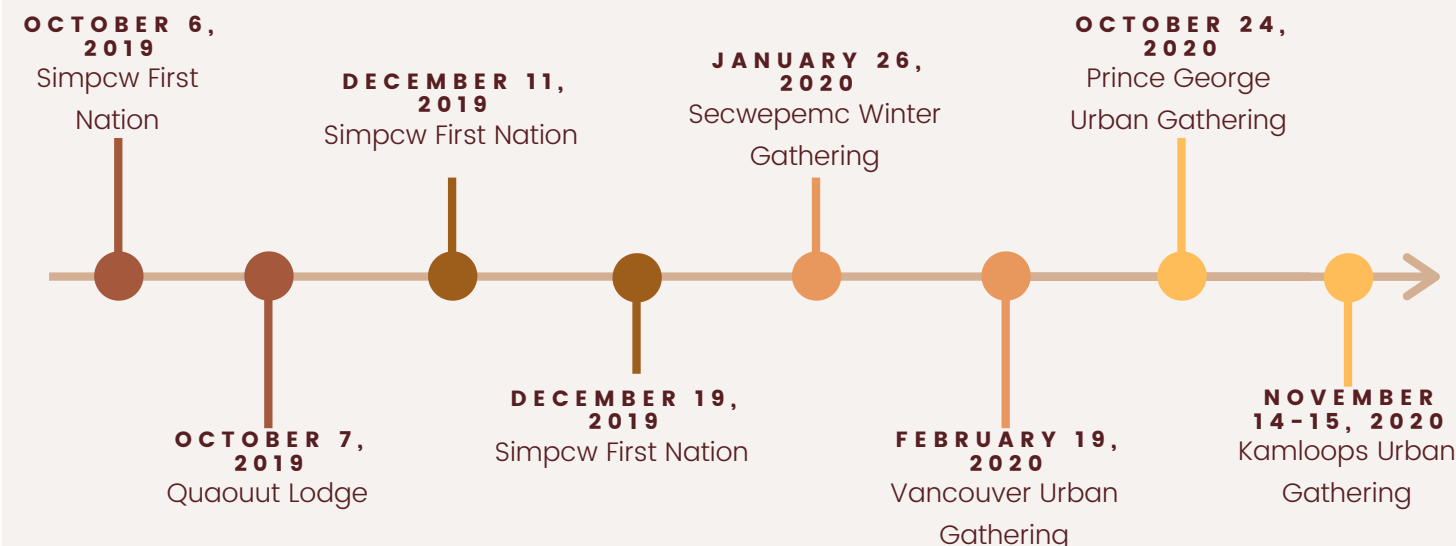 OCTOBER 6,
2019
Simpcw First
Nation
OCTOBER 7,
2019
Quaouut Lodge
DECEMBER 11,
2019
Simpcw First Nation
DECEMBER 19,
2019
Simpcw First Nation
JANUARY 26,
2020
Secwepemc Winter
Gathering
FEBRUARY 19,
2020
Vancouver Urban
Gathering
OCTOBER 24,
2020
Prince George
Urban Gathering
NOVEMBER
14-15, 2020
Kamloops Urban
Gathering